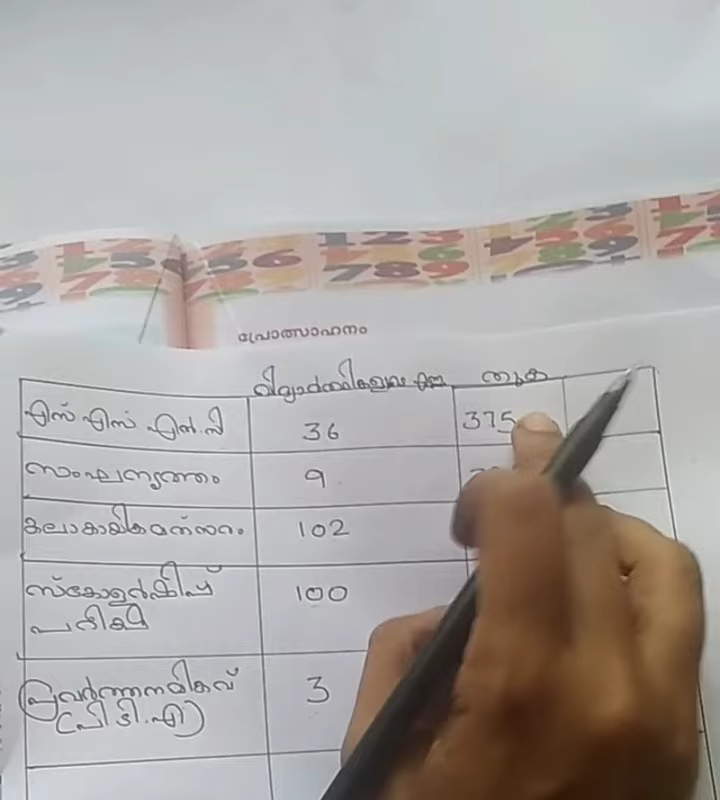 പ്രോത്സാഹനം
വിദ്യാർത്ഥികളുടെ എണ്ണം തുക
എസ് എസ് എൽ സി 36 375
സംഘനൃത്തം 9
കലാകായികമത്സരം 102
സ്കോളർഷിപ്പ് 100
പരീക്ഷ
പ്രവർത്തനമികവ് 3
(പി.ടി.എ)